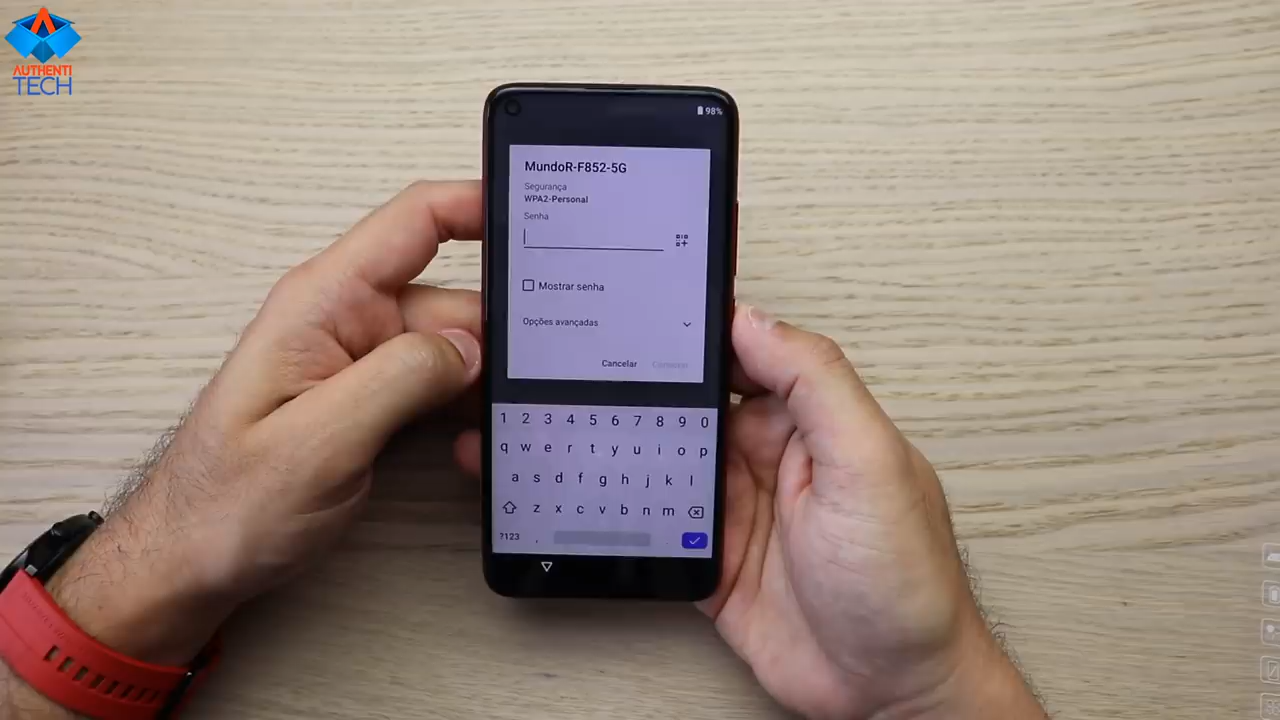 AUTHENTI
TECH
98%
MundoR-F852-5G
Segurança
WPA2-Personal
Senha
Mostrar senha
Opções avançadas
Cancelar
1 2 3 4 5 6 7 8 9 0
q w e r t y u i o p
a s d f g h j k l
z x c v b n m
?123 , .